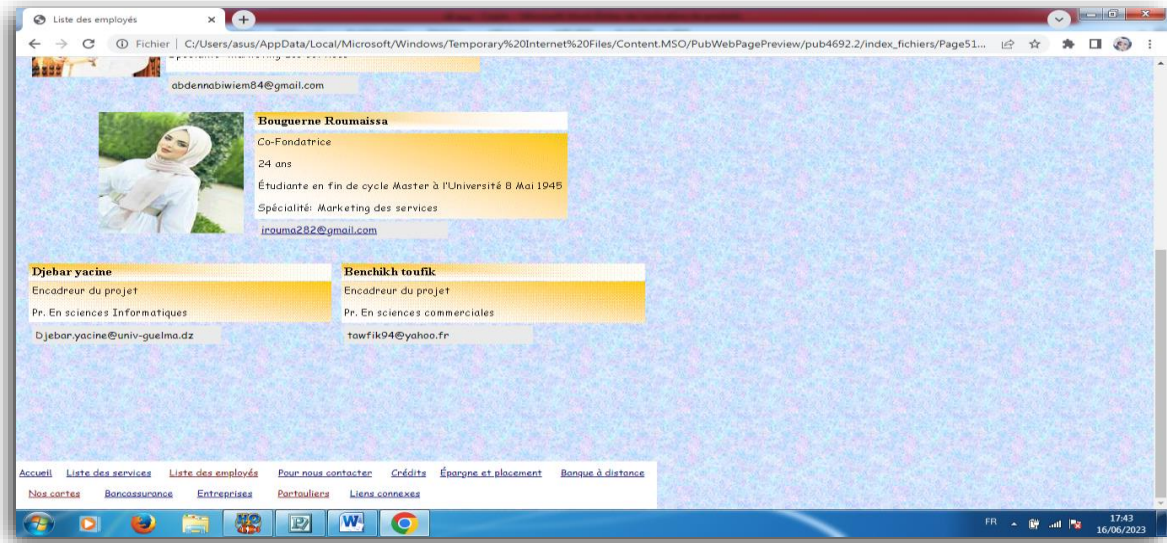 Liste des employés
Fichier | C:/Users/asus/AppData/Local/Microsoft/Windows/Temporary%20Internet%20Files/Content.MSO/PubWebPagePreview/pub4692.2/index_fichiers/Page51...
abdennabiwiem84@gmail.com
Bouguerne Roumaissa
Co-Fondatrice
24 ans
Étudiante en fin de cycle Master à l'Université 8 Mai 1945
Spécialité: Marketing des services
irouma282@gmail.com
Djebar yacine
Encadreur du projet
Pr. En sciences Informatiques
Djebar.yacine@univ-guelma.dz
Benchikh toufik
Encadreur du projet
Pr. En sciences commerciales
tawfik94@yahoo.fr
Accueil Liste des services Liste des employés Pour nous contacter Crédits Épargne et placement Banque à distance
Nos cartes Bancassurance Entreprises Partauliers Liens connexes
FR
17:43
16/06/2023